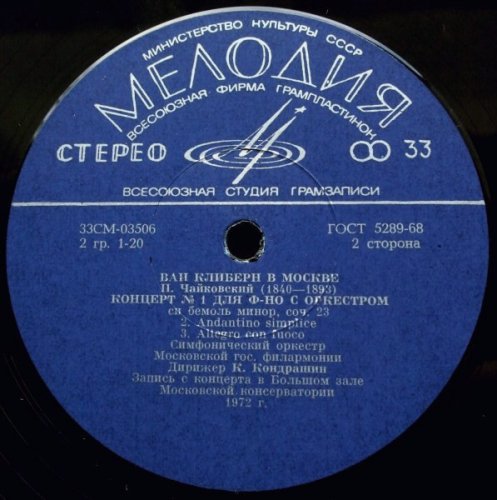 МИНИСТЕРСТВО КУЛЬТУРЫ СССР
МЕЛОДИЯ
ВСЕСОЮЗНАЯ ФИРМА ГРАМПЛАСТИНОК
СТЕРЕО 33
ВСЕСОЮЗНАЯ СТУДИЯ ГРАМЗАПИСИ
33СМ-03506 ГОСТ 5289-68
2 гр. 1-20 2 сторона
ВАН КЛИБЕРН В МОСКВЕ
П. Чайковский (1840—1893)
КОНЦЕРТ № 1 ДЛЯ Ф-НО С ОРКЕСТРОМ
си бемоль минор, соч. 23
2. Andantino simplice
3. Allegro con fuoco
Симфонический оркестр
Московской гос. филармонии
Дирижер К. Кондрашин
Запись с концерта в Большом зале
Московской консерватории
1972 г.